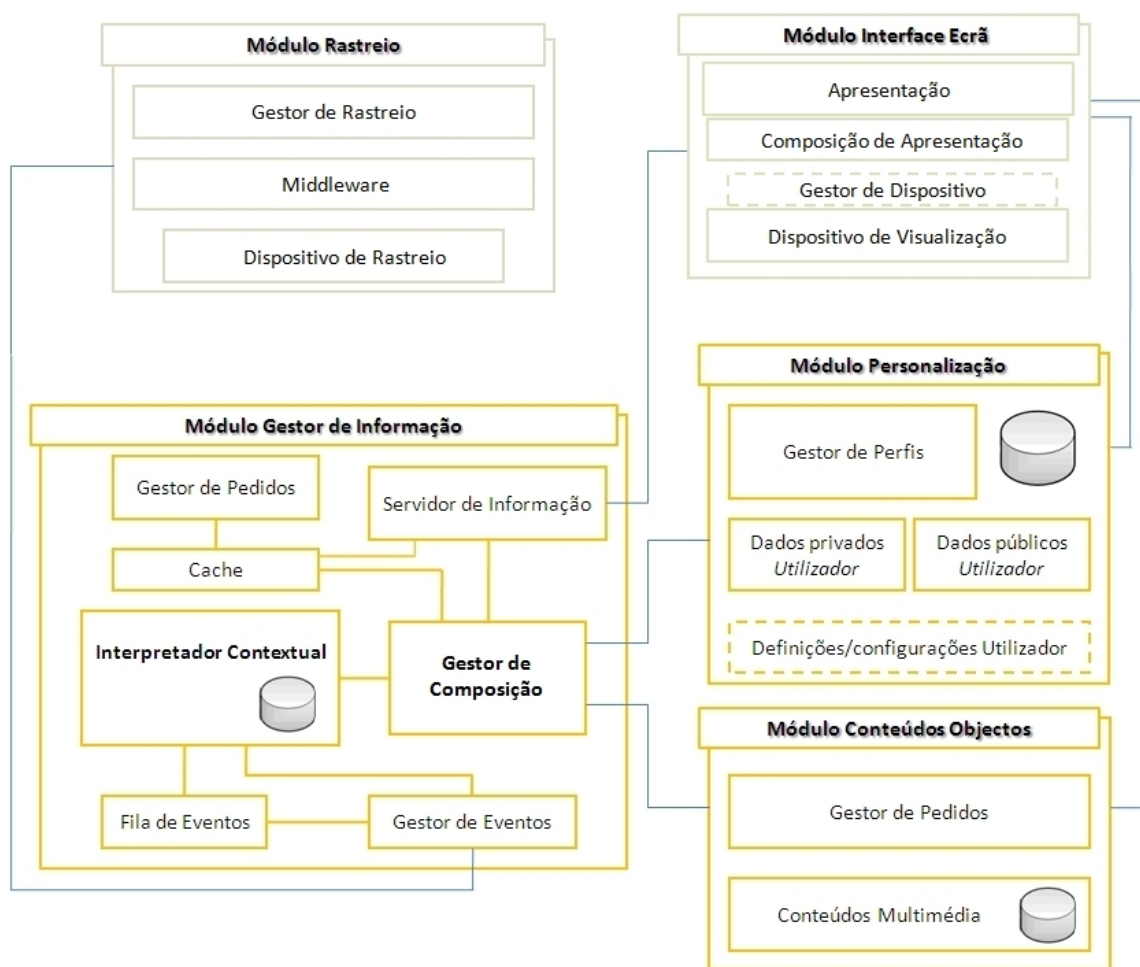 Módulo Rastreio
Gestor de Rastreio
Middleware
Dispositivo de Rastreio
Módulo Interface Ecrã
Apresentação
Composição de Apresentação
Gestor de Dispositivo
Dispositivo de Visualização
Módulo Gestor de Informação
Gestor de Pedidos
Servidor de Informação
Cache
Interpretador Contextual
Gestor de
Composição
Fila de Eventos
Gestor de Eventos
Módulo Personalização
Gestor de Perfis
Dados privados
Utilizador
Dados públicos
Utilizador
Definições/configurações Utilizador
Módulo Conteúdos Objectos
Gestor de Pedidos
Conteúdos Multimédia